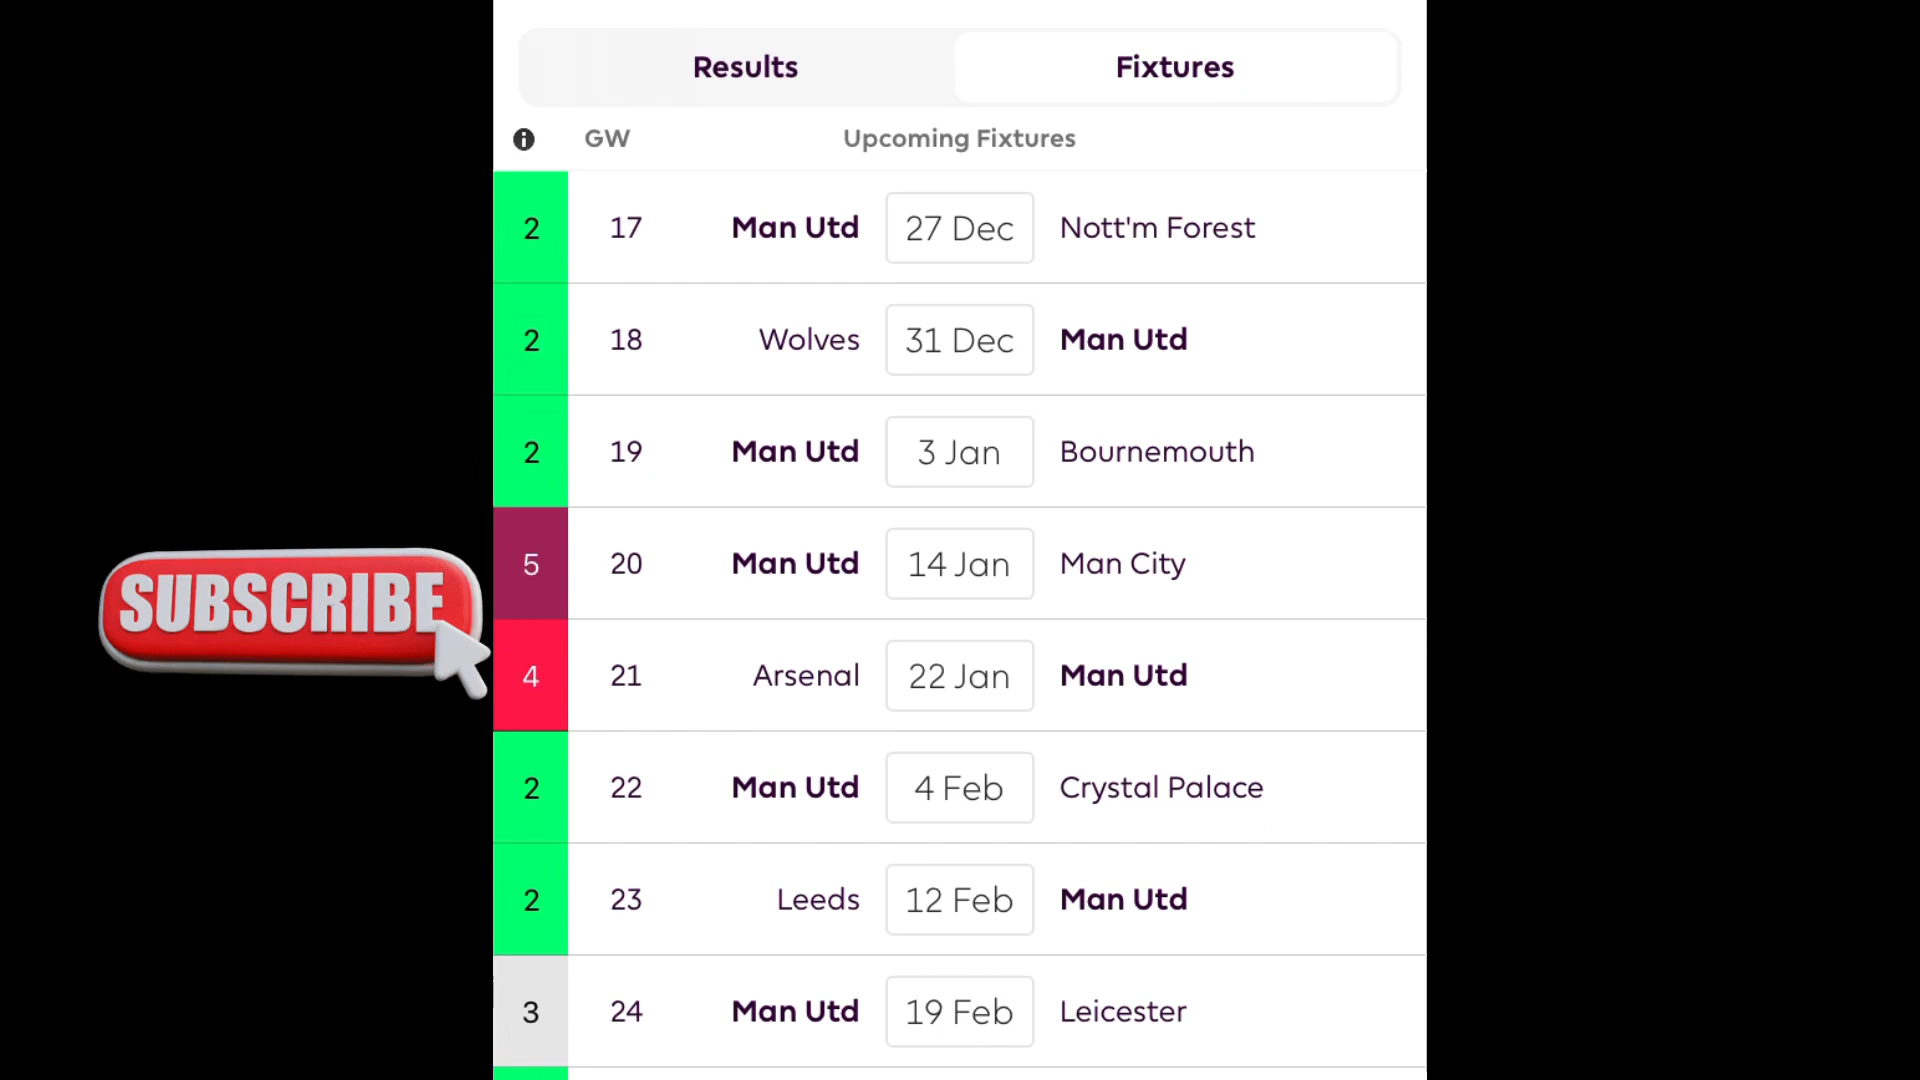 Results Fixtures
i GW Upcoming Fixtures
2 17 Man Utd 27 Dec Nott'm Forest
2 18 Wolves 31 Dec Man Utd
2 19 Man Utd 3 Jan Bournemouth
5 20 Man Utd 14 Jan Man City
4 21 Arsenal 22 Jan Man Utd
2 22 Man Utd 4 Feb Crystal Palace
2 23 Leeds 12 Feb Man Utd
3 24 Man Utd 19 Feb Leicester
SUBSCRIBE